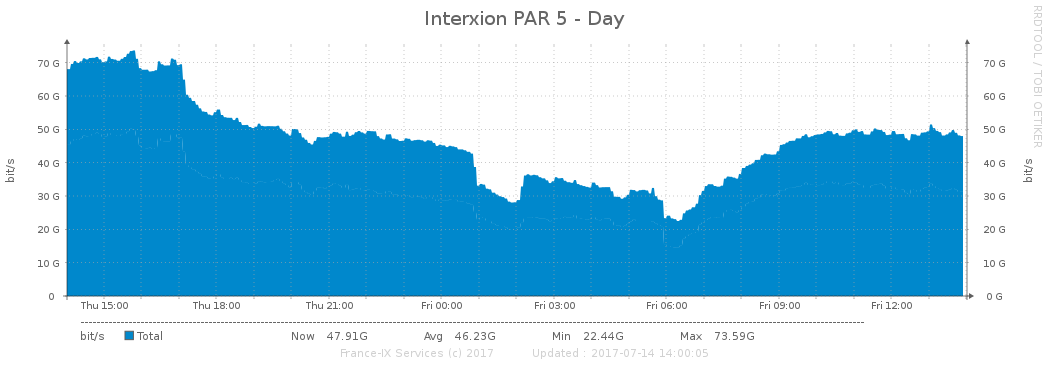 Interxion PAR 5 - Day
RRDTOOL / TOBI OETIKER
bit/s
70 G 70 G
60 G 60 G
50 G 50 G
40 G 40 G
30 G 30 G
20 G 20 G
10 G 10 G
0 0 G
bit/s
Thu 15:00 Thu 18:00 Thu 21:00 Fri 00:00 Fri 03:00 Fri 06:00 Fri 09:00 Fri 12:00
bit/s Total Now 47.91G Avg 46.23G Min 22.44G Max 73.59G
France-IX Services (c) 2017 Updated : 2017-07-14 14:00:05